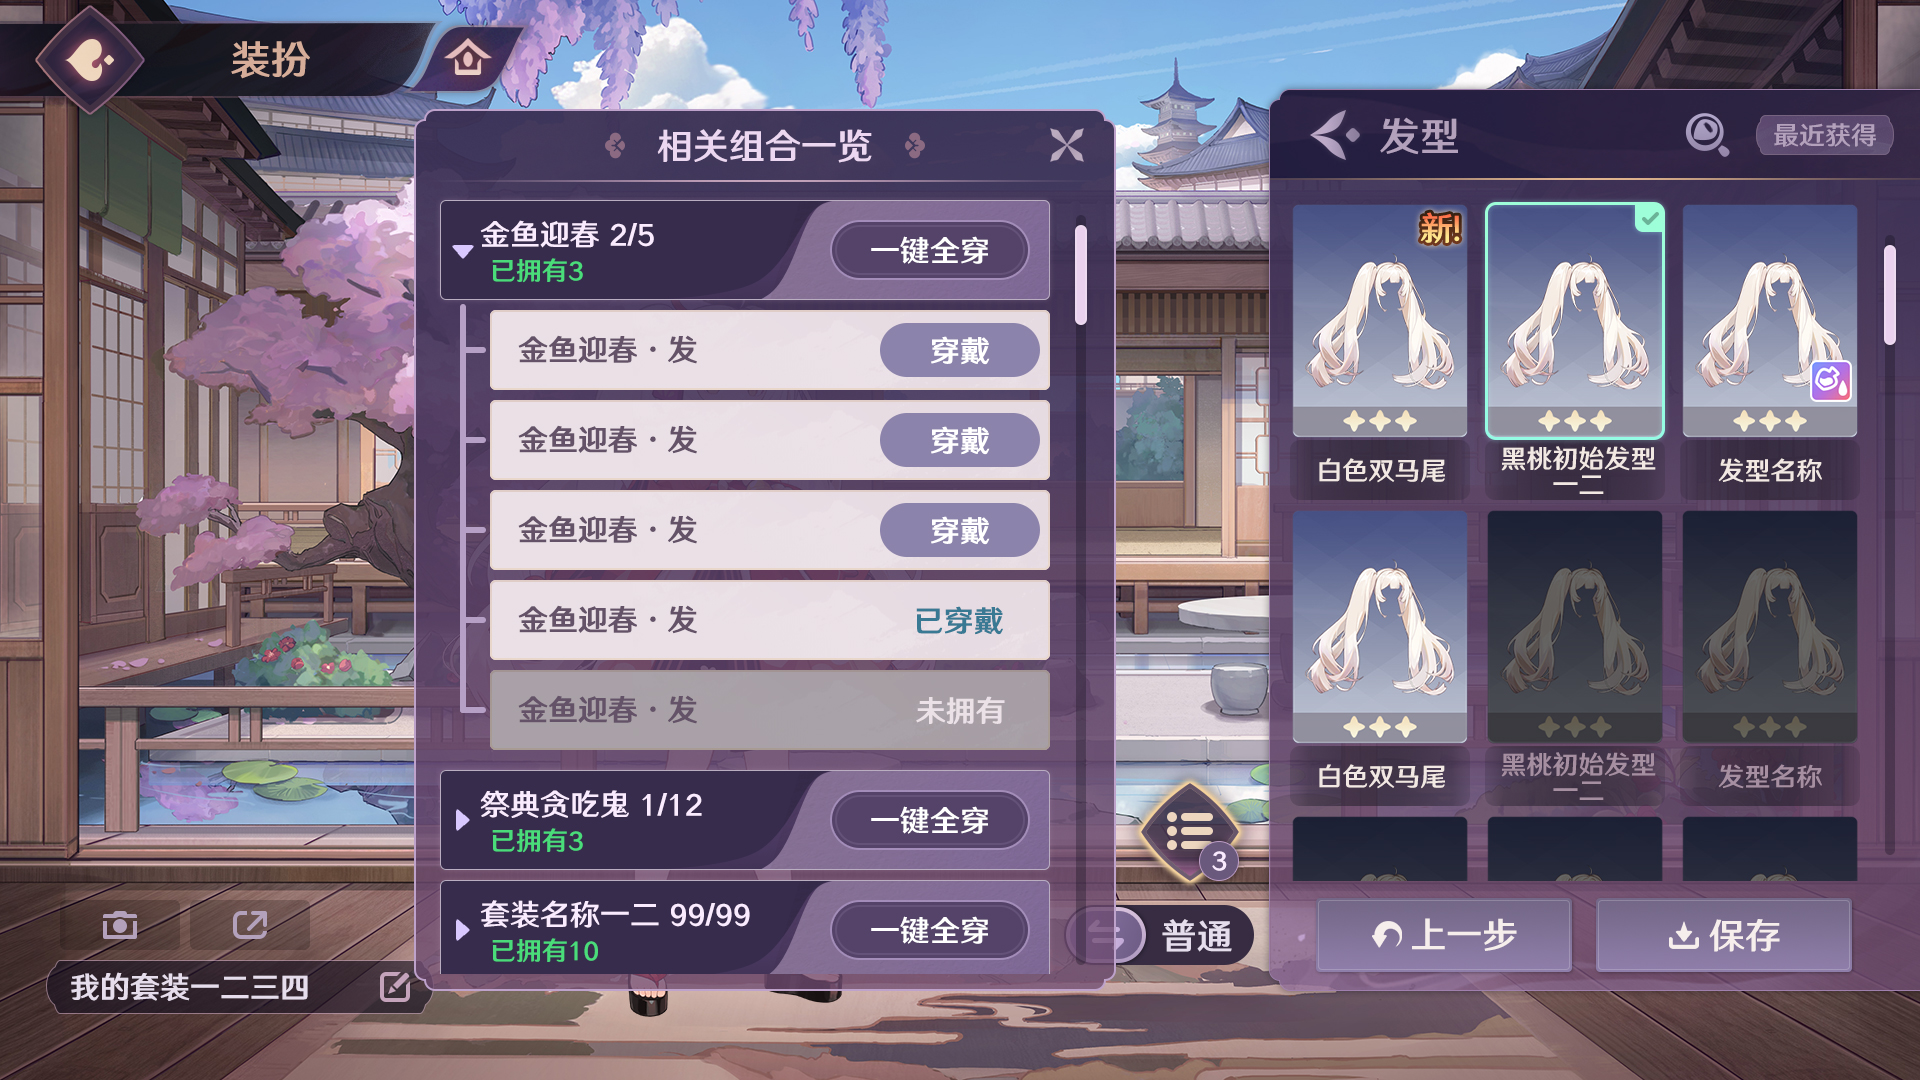 装扮
相关组合一览
金鱼迎春 2/5
已拥有3
一键全穿
金鱼迎春·发
穿戴
金鱼迎春·发
穿戴
金鱼迎春·发
穿戴
金鱼迎春·发
已穿戴
金鱼迎春·发
未拥有
祭典贪吃鬼 1/12
已拥有3
一键全穿
套装名称一二 99/99
已拥有10
一键全穿
我的套装一二三四
3
普通
发型
最近获得
新!
白色双马尾
黑桃初始发型
一二
发型名称
白色双马尾
黑桃初始发型
一二
发型名称
上一步
保存